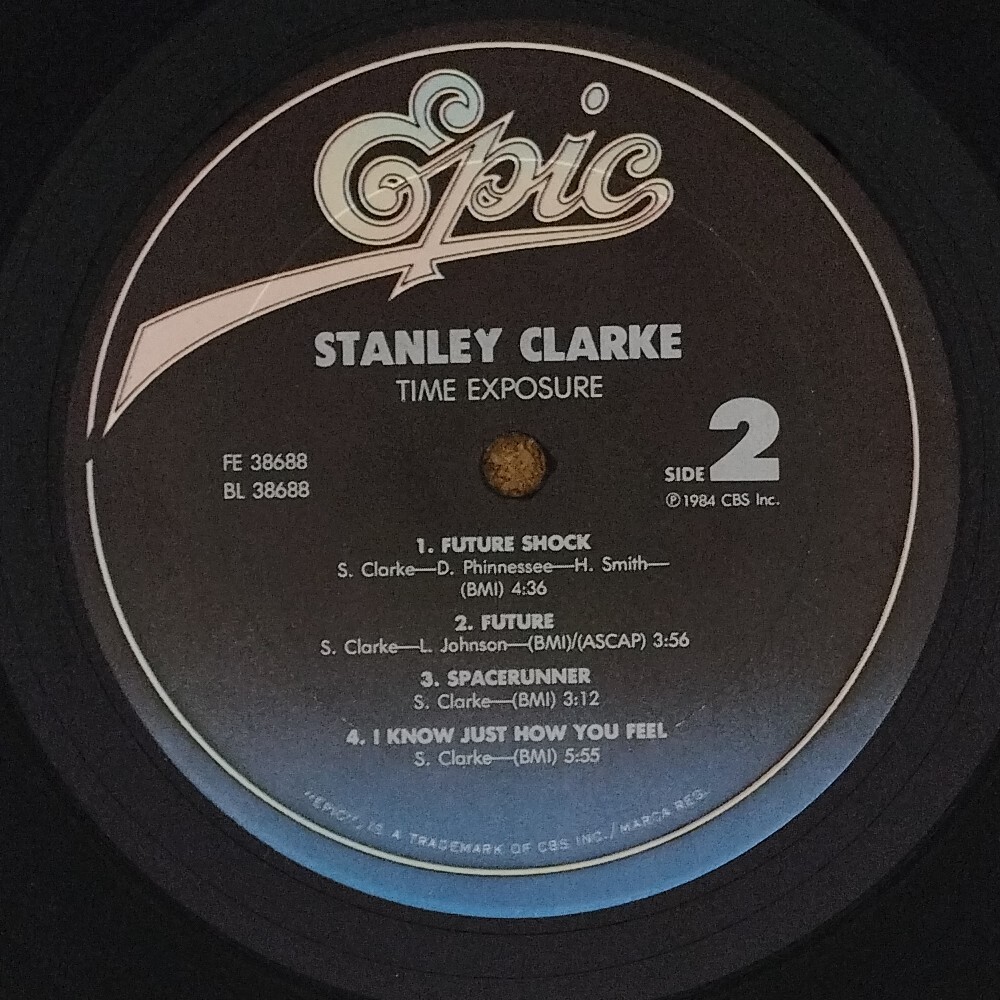 Epic
STANLEY CLARKE
TIME EXPOSURE
FE 38688
BL 38688
SIDE 2
℗ 1984 CBS Inc.
1. FUTURE SHOCK
S. Clarke—D. Phinnessee—H. Smith—
(BMI) 4:36
2. FUTURE
S. Clarke—L. Johnson—(BMI)/(ASCAP) 3:56
3. SPACERUNNER
S. Clarke—(BMI) 3:12
4. I KNOW JUST HOW YOU FEEL
S. Clarke—(BMI) 5:55
"EPIC", IS A TRADEMARK OF CBS INC./MARCA REG.